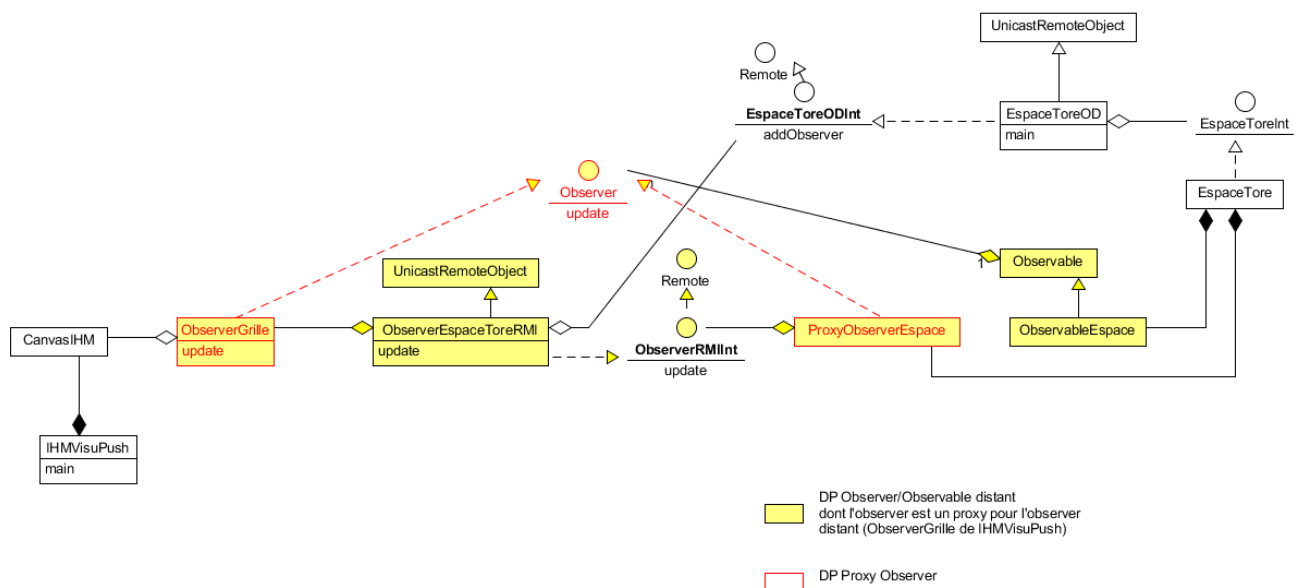 UnicastRemoteObject
Remote
EspaceToreODInt
addObserver
EspaceToreOD
main
EspaceToreInt
EspaceTore
Observer
update
1
1
Observable
UnicastRemoteObject
Remote
ObservableEspace
CanvasIHM
ObserverGrille
update
ObserverEspaceToreRMI
update
ObserverRMIInt
update
ProxyObserverEspace
IHMVisuPush
main
DP Observer/Observable distant
dont l'observer est un proxy pour l'observer
distant (ObserverGrille de IHMVisuPush)
DP Proxy Observer